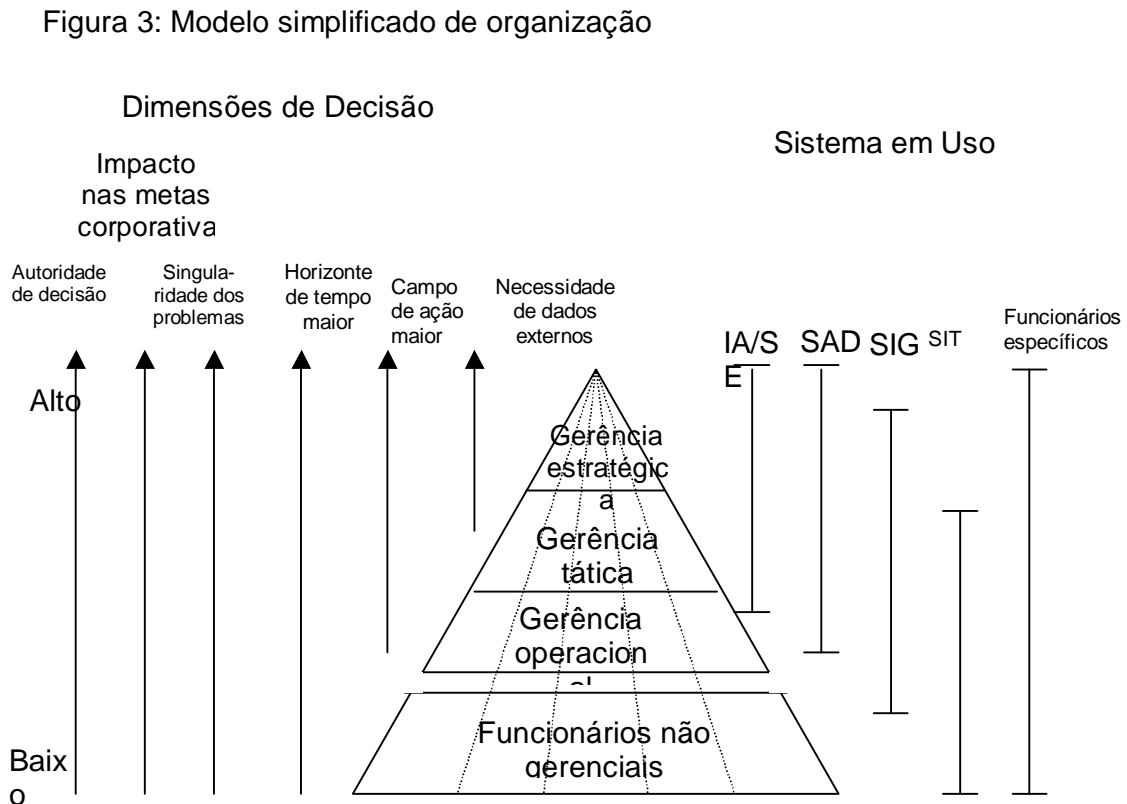 Figura 3: Modelo simplificado de organização
Dimensões de Decisão
Sistema em Uso
Impacto
nas metas
corporativa
Autoridade
de decisão
Singula-
ridade dos
problemas
Horizonte
de tempo
maior
Campo
de ação
maior
Necessidade
de dados
externos
IA/S
E
SAD
SIG
SIT
Funcionários
específicos
Alto
Gerência
estratégic
a
Gerência
tática
Gerência
operacion
al
Funcionários não
gerenciais
Baix
o